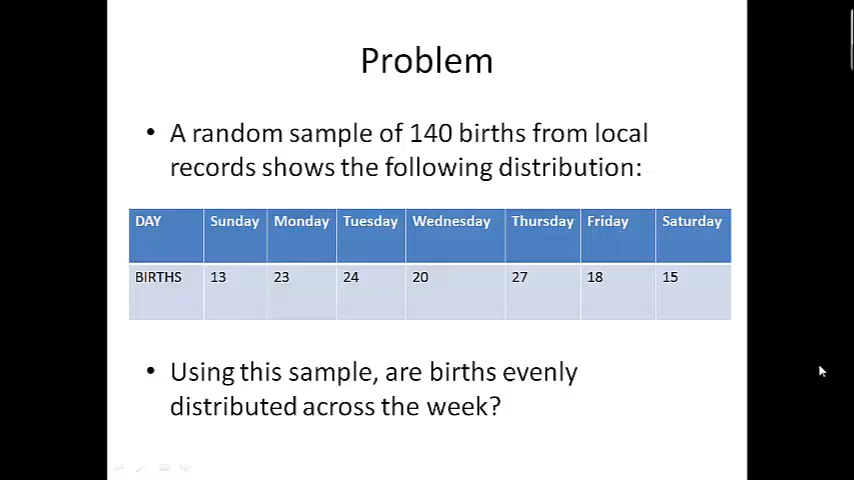 Problem
• A random sample of 140 births from local
records shows the following distribution:
DAY Sunday Monday Tuesday Wednesday Thursday Friday Saturday
BIRTHS 13 23 24 20 27 18 15
• Using this sample, are births evenly
distributed across the week?